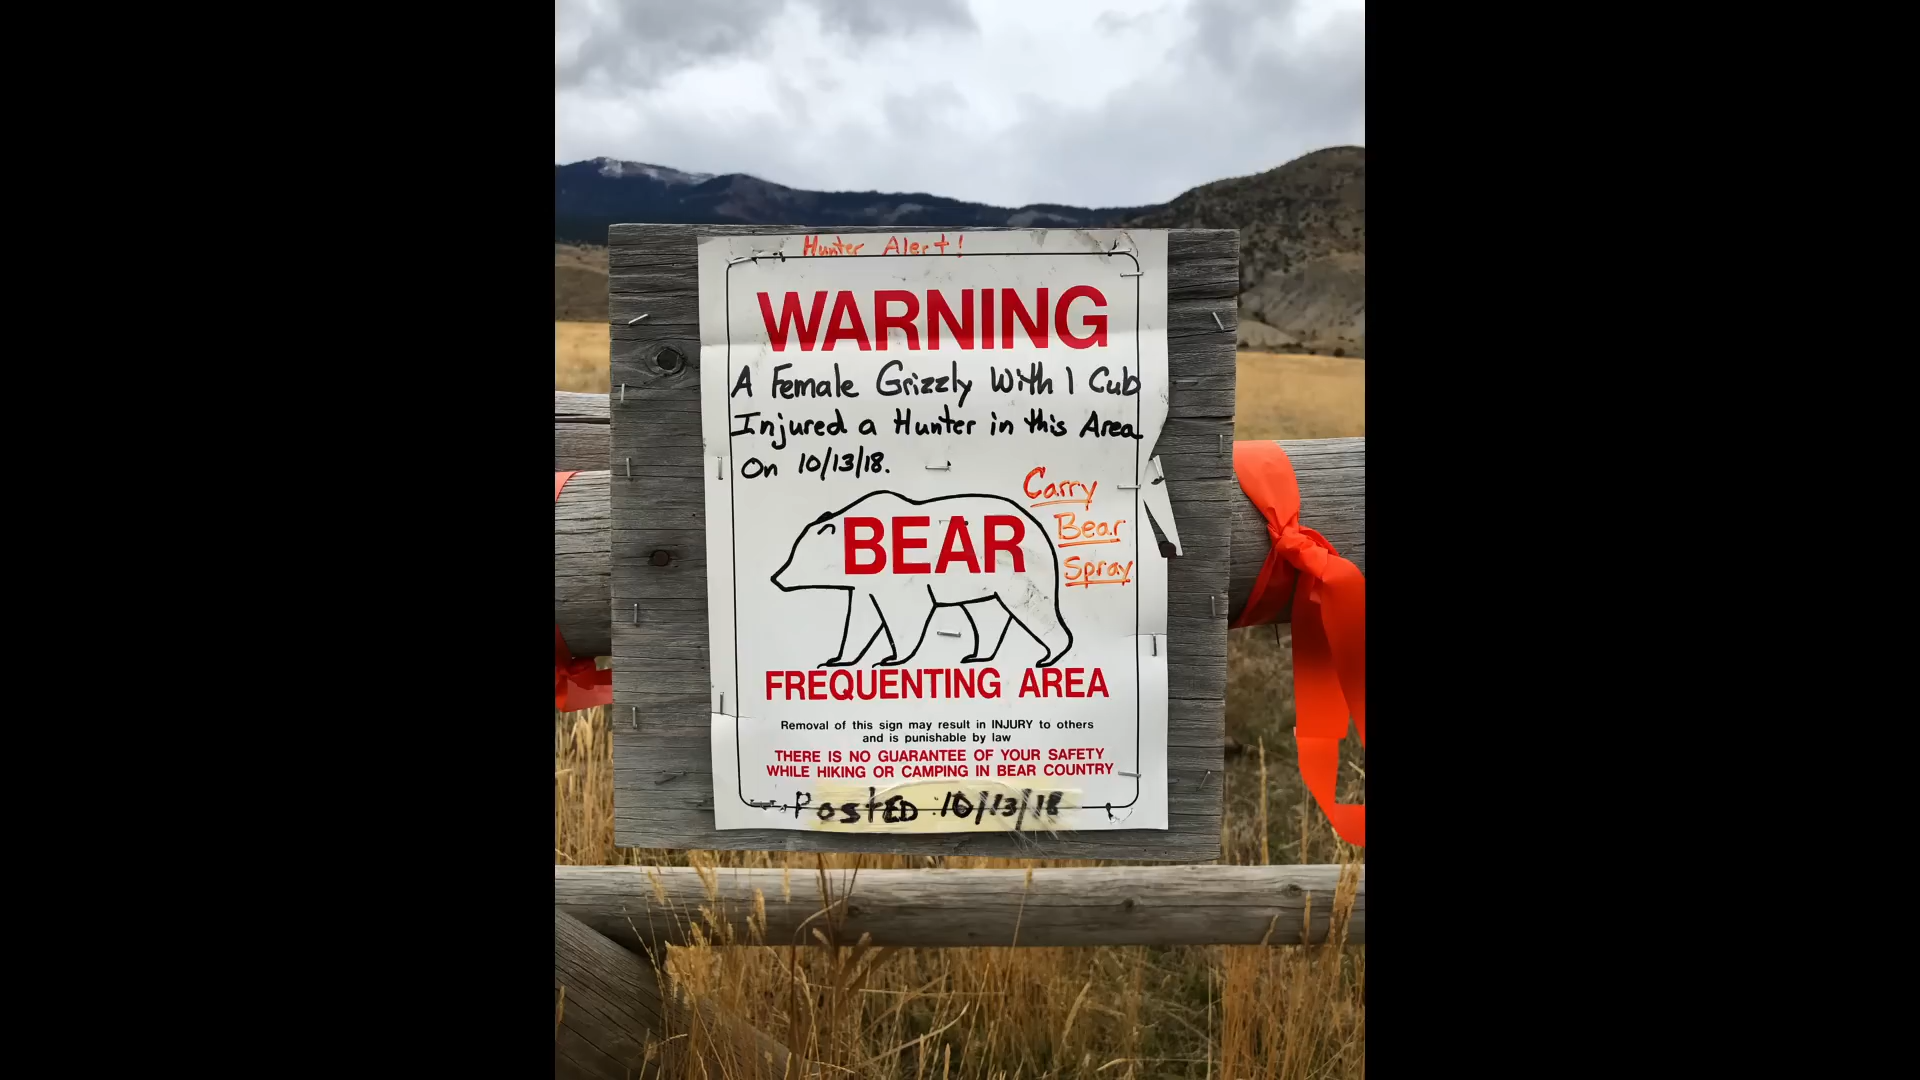 Hunter Alert!
WARNING
A Female Grizzly With 1 Cub
Injured a Hunter in this Area
On 10/13/18.
Carry
Bear
Spray
BEAR
FREQUENTING AREA
Removal of this sign may result in INJURY to others
and is punishable by law
THERE IS NO GUARANTEE OF YOUR SAFETY
WHILE HIKING OR CAMPING IN BEAR COUNTRY
PostED 10/13/18